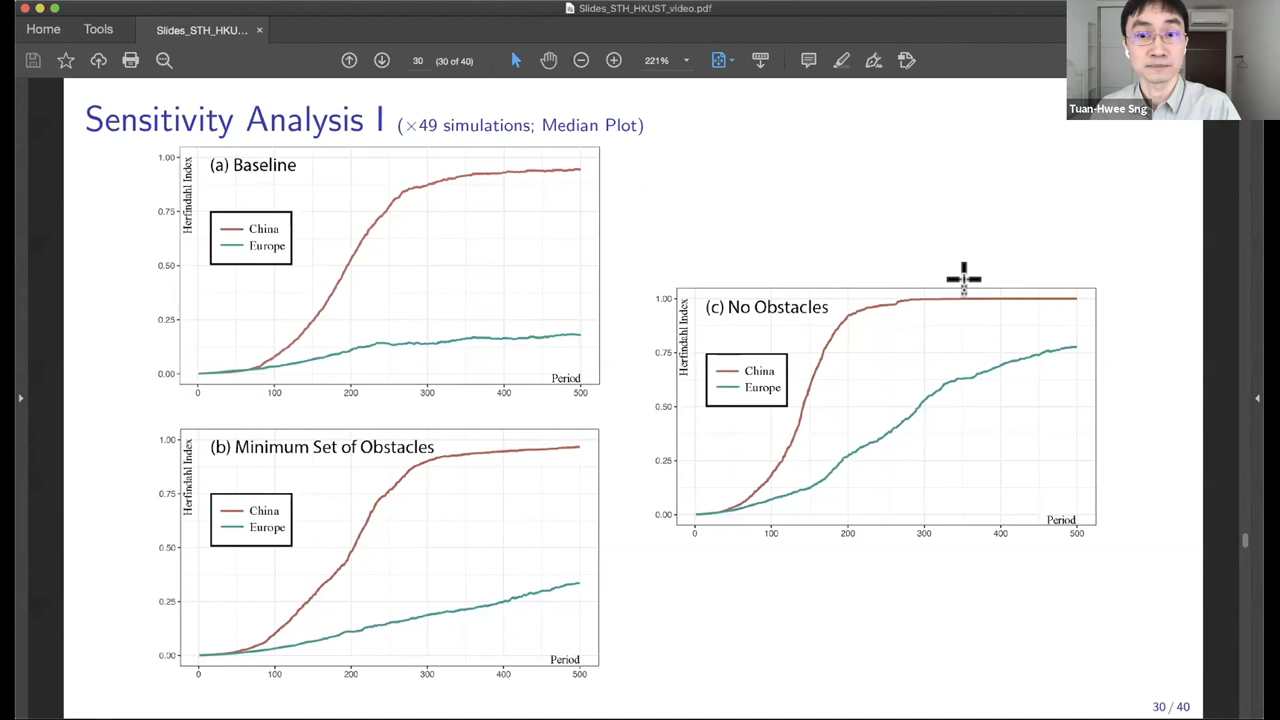 Slides_STH_HKUST_video.pdf
Home
Tools
Slides_STH_HKU...
×
30
(30 of 40)
221%
Tuan-Hwee Sng
Sensitivity Analysis I (×49 simulations; Median Plot)
(a) Baseline
Herfindahl Index
1.00
0.75
0.50
0.25
0.00
China
Europe
Period
0 100 200 300 400 500
(b) Minimum Set of Obstacles
Herfindahl Index
1.00
0.75
0.50
0.25
0.00
China
Europe
Period
0 100 200 300 400 500
(c) No Obstacles
Herfindahl Index
1.00
0.75
0.50
0.25
0.00
China
Europe
Period
0 100 200 300 400 500
30 / 40